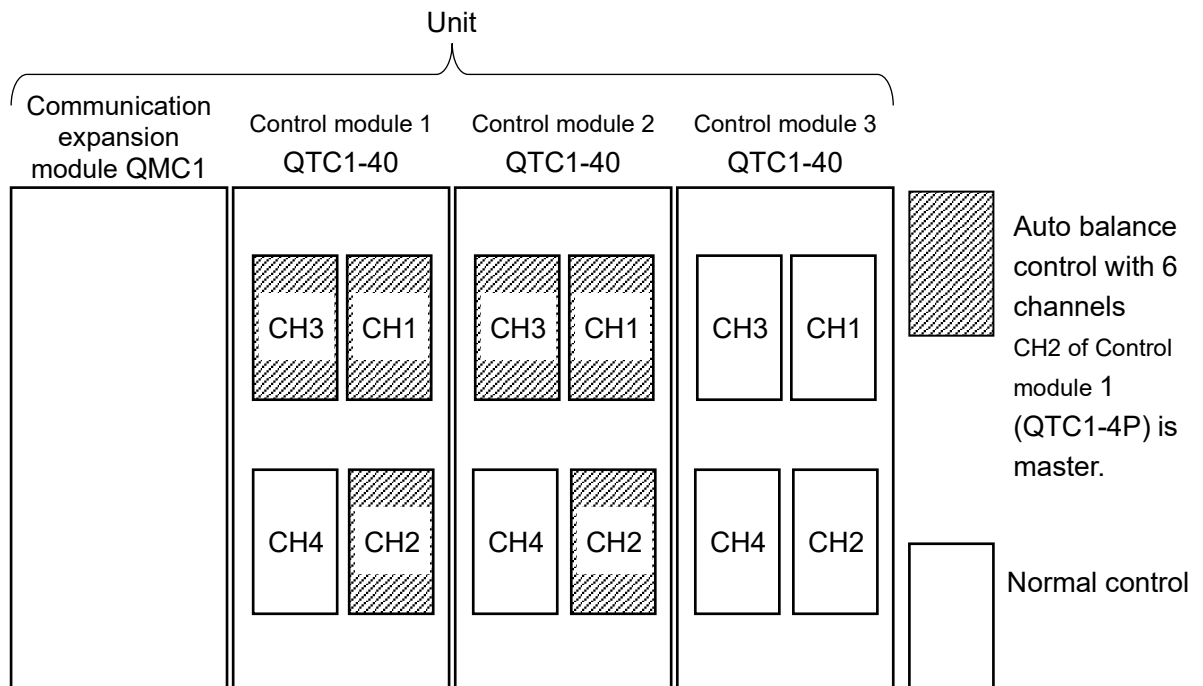 Unit
Communication
expansion
module QMC1
Control module 1
QTC1-40
Control module 2
QTC1-40
Control module 3
QTC1-40
CH3 CH1
CH3 CH1
CH3 CH1
CH4 CH2
CH4 CH2
CH4 CH2
Auto balance
control with 6
channels
CH2 of Control
module 1
(QTC1-4P) is
master.
Normal control